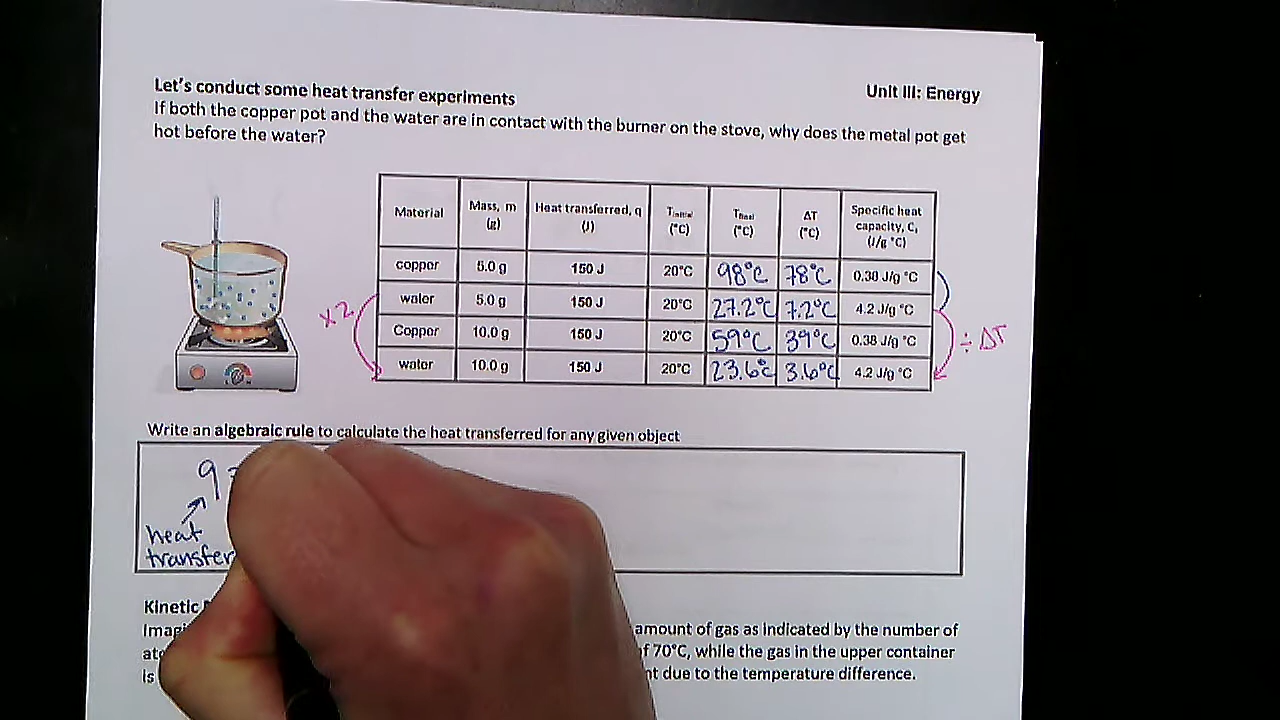 Let's conduct some heat transfer experiments
Unit III: Energy
If both the copper pot and the water are in contact with the burner on the stove, why does the metal pot get
hot before the water?
Material Mass, m (g) Heat transferred, q (J) Tinitial (°C) Tfinal (°C) ΔT (°C) Specific heat capacity, C, (J/g °C)
copper 5.0 g 150 J 20°C 98°C 78°C 0.38 J/g °C
water 5.0 g 150 J 20°C 27.2°C 7.2°C 4.2 J/g °C
Copper 10.0 g 150 J 20°C 59°C 39°C 0.38 J/g °C
water 10.0 g 150 J 20°C 23.6°C 3.6°C 4.2 J/g °C
x2
÷ ΔT
Write an algebraic rule to calculate the heat transferred for any given object
q =
heat
transfer
Kinetic
amount of gas as indicated by the number of
70°C, while the gas in the upper container
is due to the temperature difference.